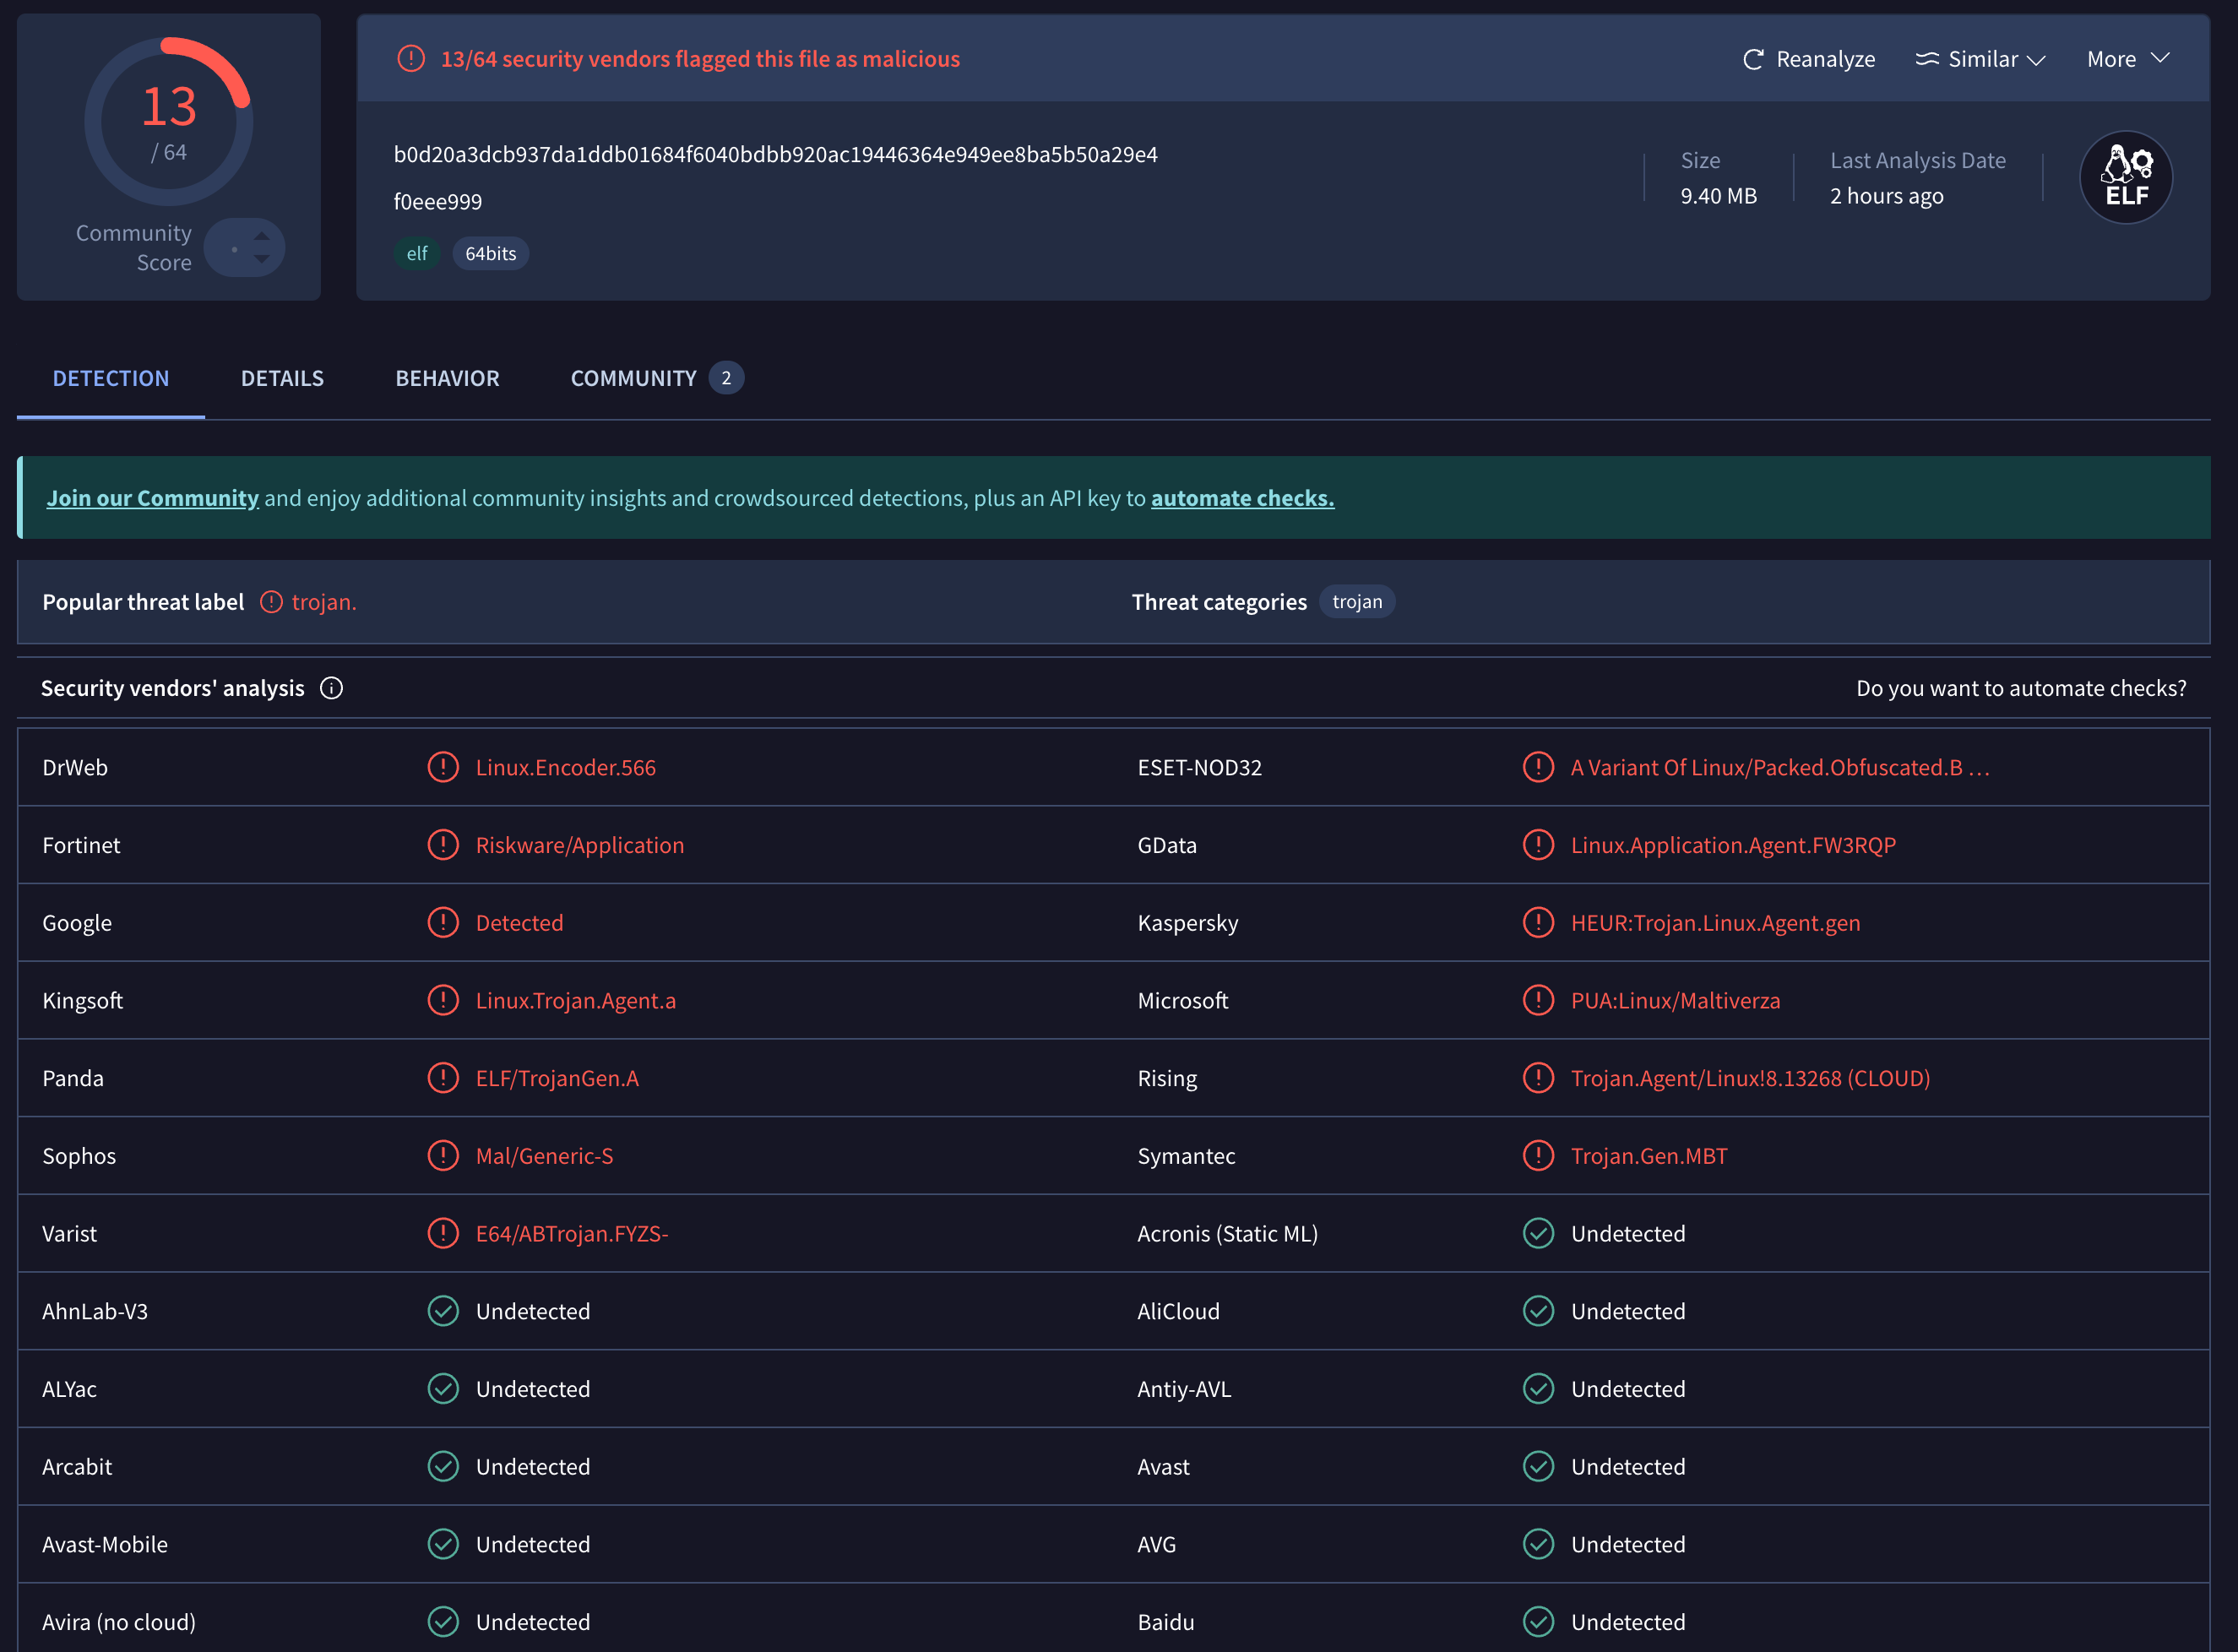 13
/ 64
Community
Score
13/64 security vendors flagged this file as malicious
Reanalyze
Similar
More
b0d20a3dcb937da1ddb01684f6040bdbb920ac19446364e949ee8ba5b50a29e4
f0eee999
elf 64bits
Size
9.40 MB
Last Analysis Date
2 hours ago
ELF
DETECTION DETAILS BEHAVIOR COMMUNITY 2
Join our Community and enjoy additional community insights and crowdsourced detections, plus an API key to automate checks.
Popular threat label trojan. Threat categories trojan
Security vendors' analysis Do you want to automate checks?
DrWeb Linux.Encoder.566 ESET-NOD32 A Variant Of Linux/Packed.Obfuscated.B ...
Fortinet Riskware/Application GData Linux.Application.Agent.FW3RQP
Google Detected Kaspersky HEUR:Trojan.Linux.Agent.gen
Kingsoft Linux.Trojan.Agent.a Microsoft PUA:Linux/Maltiverza
Panda ELF/TrojanGen.A Rising Trojan.Agent/Linux!8.13268 (CLOUD)
Sophos Mal/Generic-S Symantec Trojan.Gen.MBT
Varist E64/ABTrojan.FYZS- Acronis (Static ML) Undetected
AhnLab-V3 Undetected AliCloud Undetected
ALYac Undetected Antiy-AVL Undetected
Arcabit Undetected Avast Undetected
Avast-Mobile Undetected AVG Undetected
Avira (no cloud) Undetected Baidu Undetected